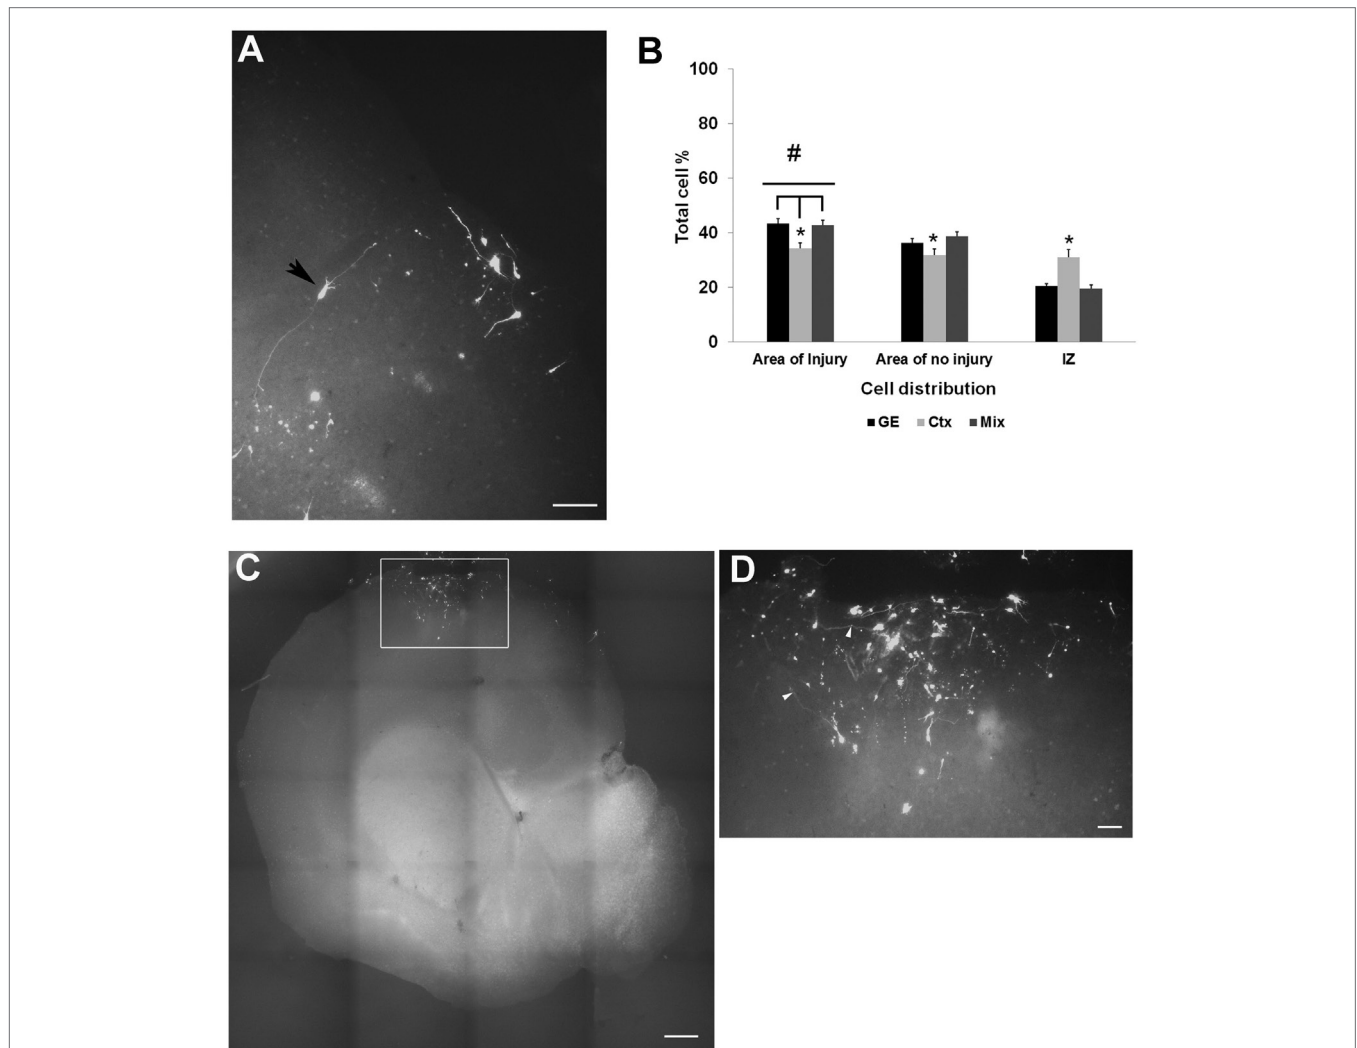 A
B
100
80
60
40
20
0
Total cell %
#
*
*
*
Area of Injury
Area of no injury
IZ
Cell distribution
GE
Ctx
Mix
C
D